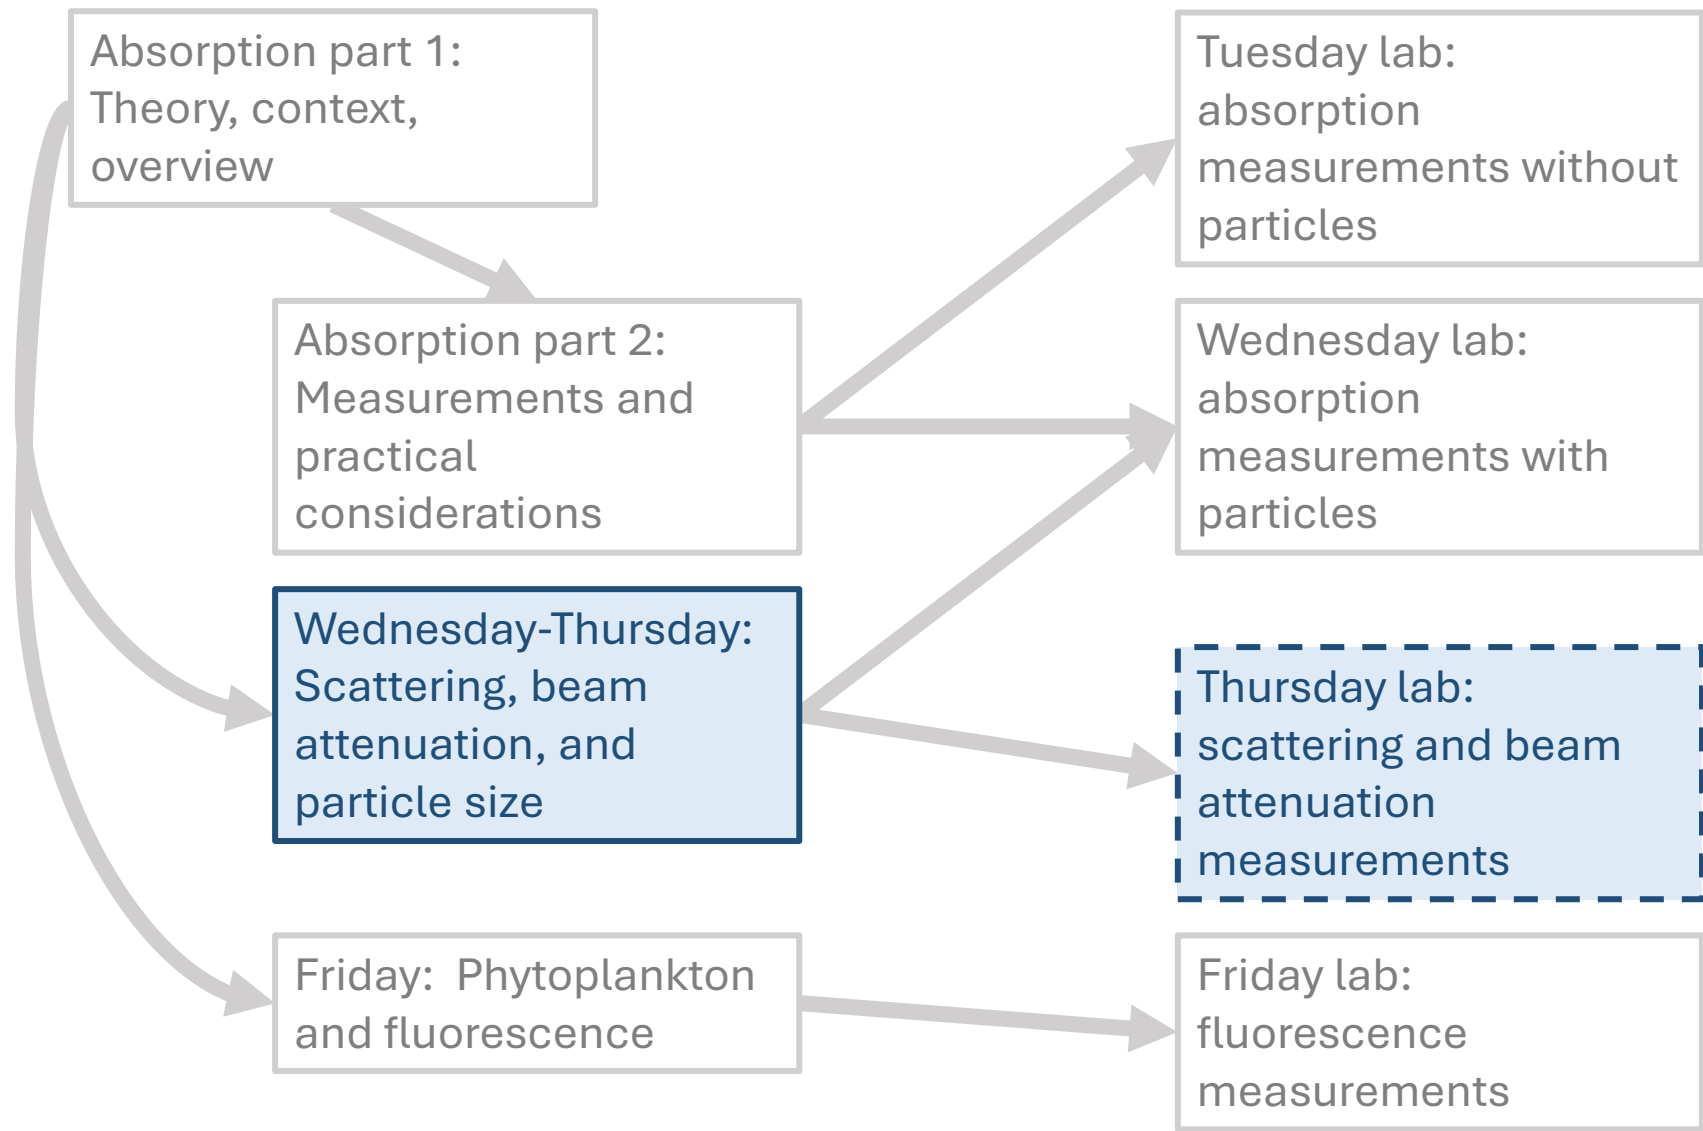 Absorption part 1:
Theory, context,
overview
Absorption part 2:
Measurements and
practical
considerations
Wednesday-Thursday:
Scattering, beam
attenuation, and
particle size
Friday:  Phytoplankton
and fluorescence
Tuesday lab:
absorption
measurements without
particles
Wednesday lab:
absorption
measurements with
particles
Thursday lab:
scattering and beam
attenuation
measurements
Friday lab:
fluorescence
measurements